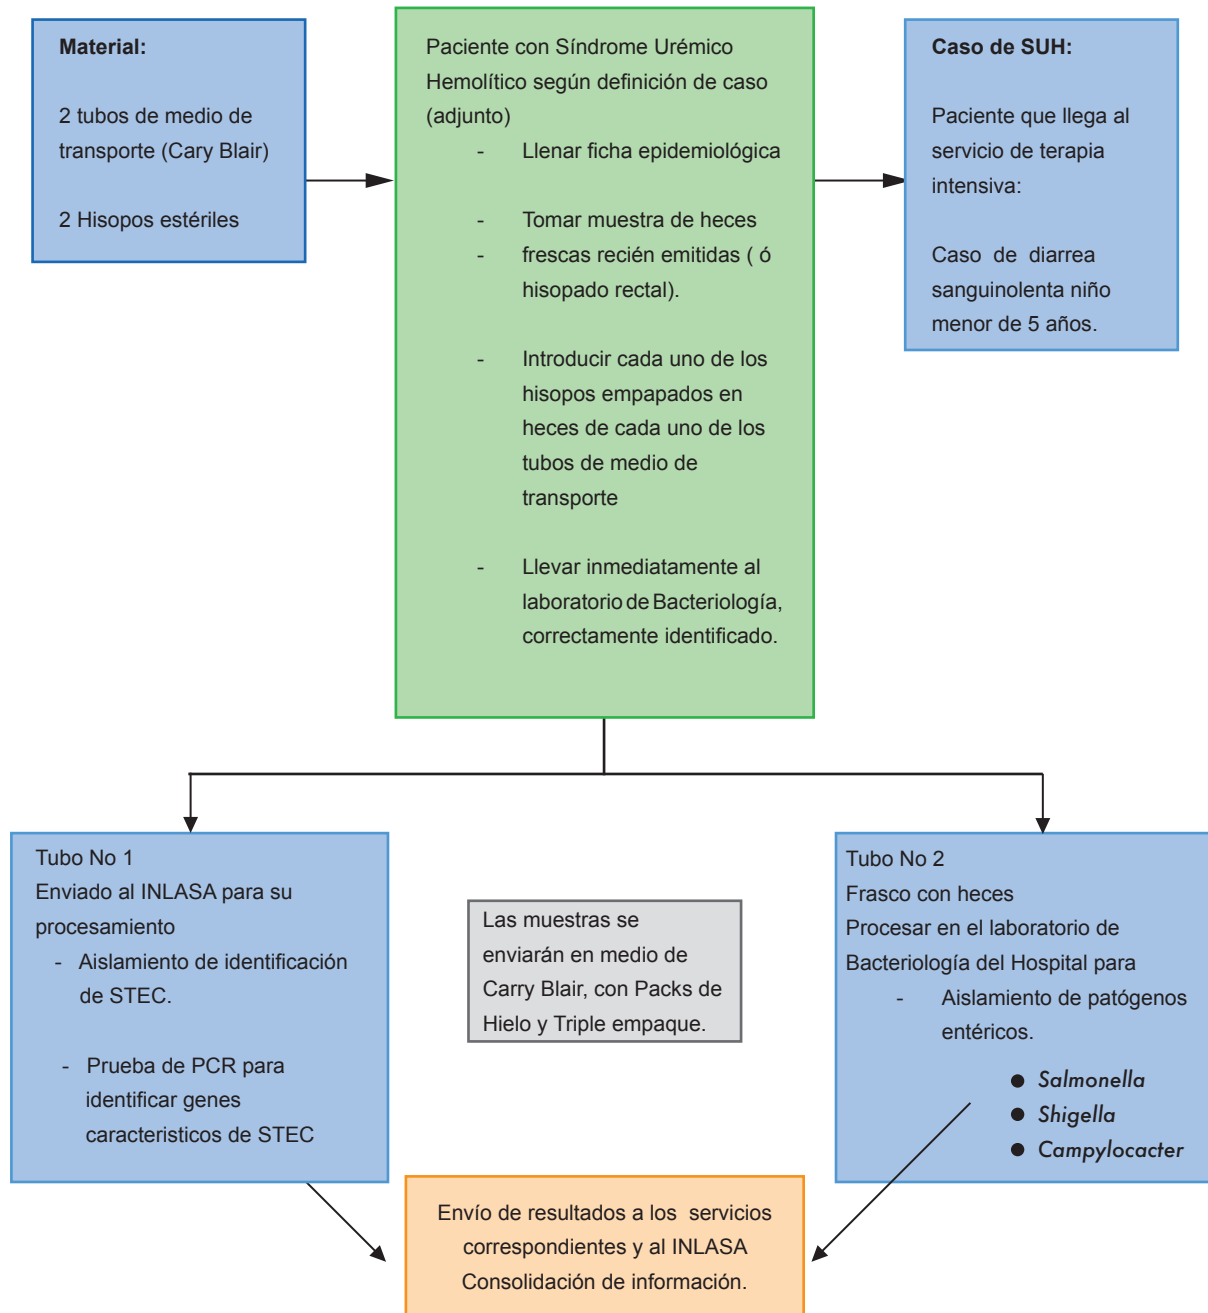 Material:
2 tubos de medio de
transporte (Cary Blair)
2 Hisopos estériles
Paciente con Síndrome Urémico
Hemolítico según definición de caso
(adjunto)
- Llenar ficha epidemiológica
- Tomar muestra de heces
- frescas recién emitidas ( ó
hisopado rectal).
- Introducir cada uno de los
hisopos empapados en
heces de cada uno de los
tubos de medio de
transporte
- Llevar inmediatamente al
laboratorio de Bacteriología,
correctamente identificado.
Caso de SUH:
Paciente que llega al
servicio de terapia
intensiva:
Caso de diarrea
sanguinolenta niño
menor de 5 años.
Tubo No 1
Enviado al INLASA para su
procesamiento
- Aislamiento de identificación
de STEC.
- Prueba de PCR para
identificar genes
caracteristicos de STEC
Las muestras se
enviarán en medio de
Carry Blair, con Packs de
Hielo y Triple empaque.
Tubo No 2
Frasco con heces
Procesar en el laboratorio de
Bacteriología del Hospital para
- Aislamiento de patógenos
entéricos.
● Salmonella
● Shigella
● Campylocacter
Envío de resultados a los servicios
correspondientes y al INLASA
Consolidación de información.